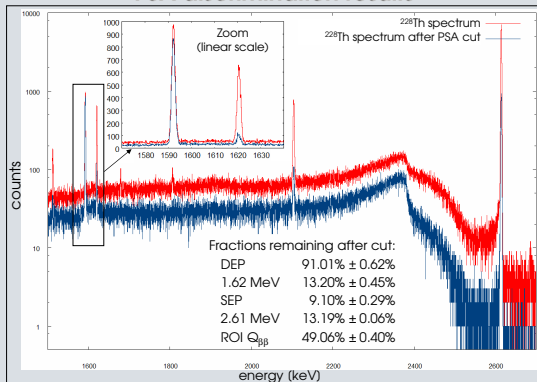 ²²⁸Th spectrum
²²⁸Th spectrum after PSA cut
Zoom
(linear scale)
1000
900
800
700
600
500
400
300
200
100
0
1580 1590 1600 1610 1620 1630
10000
1000
100
10
1
counts
Fractions remaining after cut:
DEP 91.01% ± 0.62%
1.62 MeV 13.20% ± 0.45%
SEP 9.10% ± 0.29%
2.61 MeV 13.19% ± 0.06%
ROI Qββ 49.06% ± 0.40%
1600 1800 2000 2200 2400 2600
energy (keV)